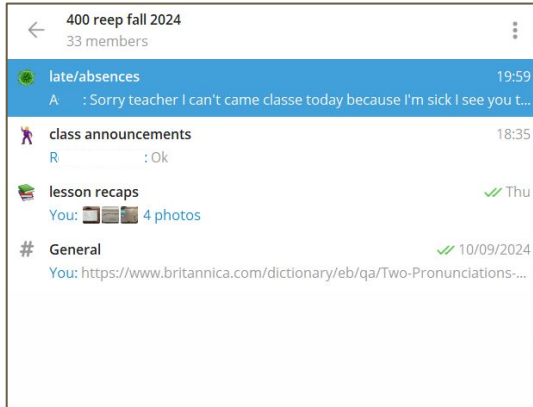 400 reep fall 2024
33 members
late/absences 19:59
A : Sorry teacher I can't came classe today because I'm sick I see you t...
class announcements 18:35
R : Ok
lesson recaps Thu
You: 4 photos
# General 10/09/2024
You: https://www.britannica.com/dictionary/eb/qa/Two-Pronunciations-...